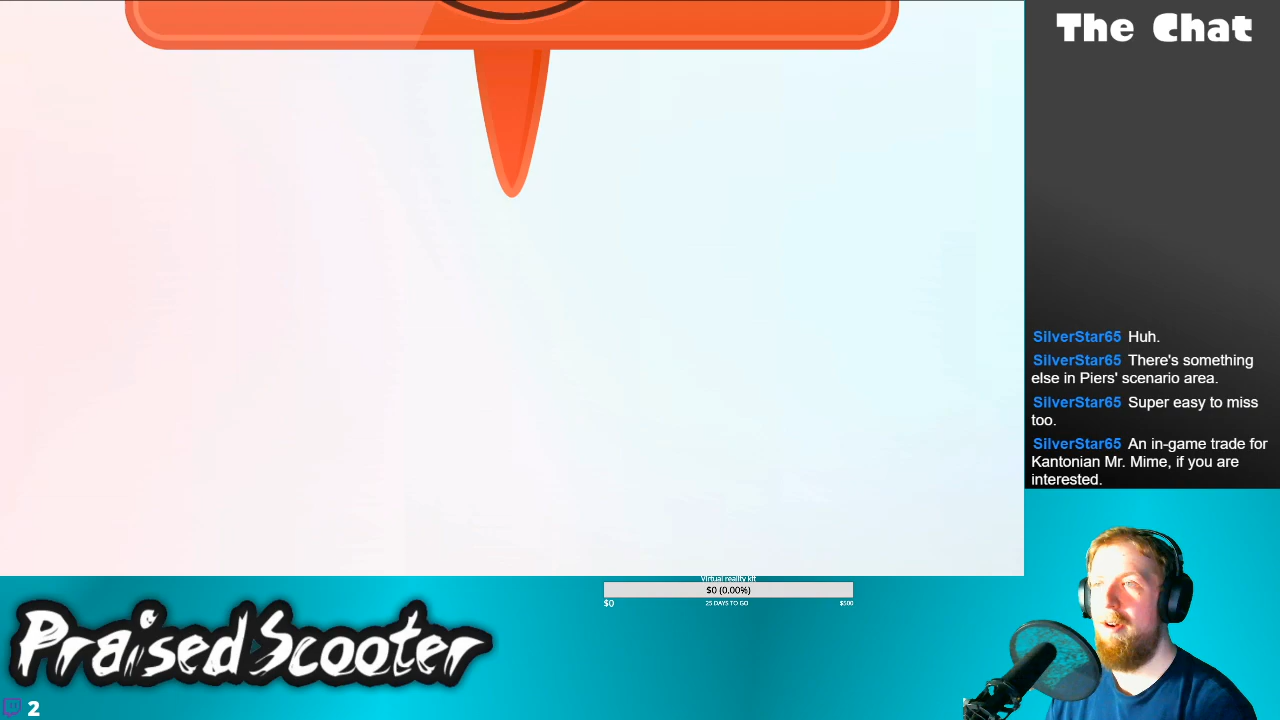 The Chat
SilverStar65 Huh.
SilverStar65 There's something
else in Piers' scenario area.
SilverStar65 Super easy to miss
too.
SilverStar65 An in-game trade for
Kantonian Mr. Mime, if you are
interested.
Virtual reality kit
$0 (0.00%)
$0
25 DAYS TO GO
$500
PraisedScooter
2